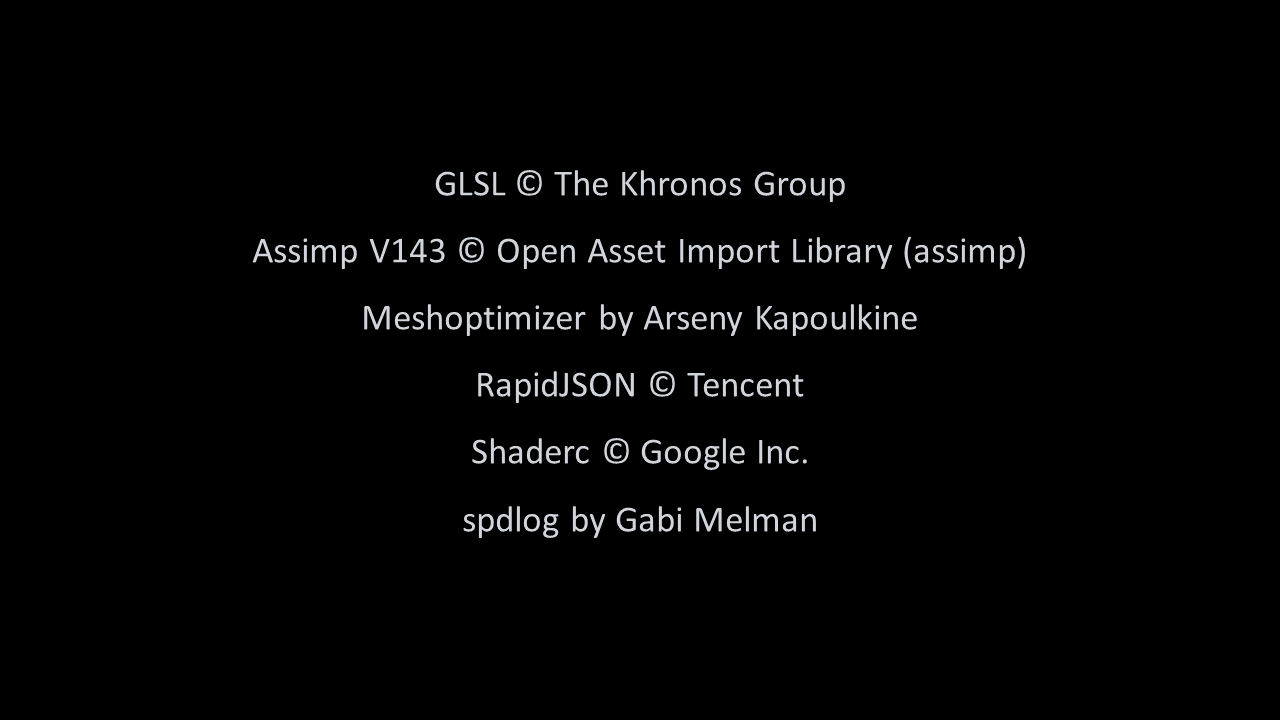 GLSL © The Khronos Group
Assimp V143 © Open Asset Import Library (assimp)
Meshoptimizer by Arseny Kapoulkine
RapidJSON © Tencent
Shaderc © Google Inc.
spdlog by Gabi Melman